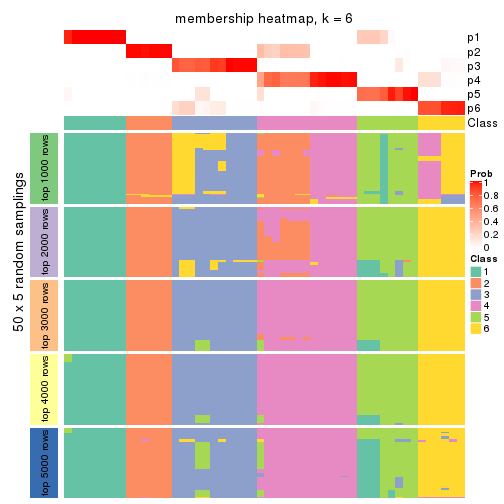 membership heatmap, k = 6
p1
p2
p3
p4
p5
p6
Class
50 x 5 random samplings
top 1000 rows
top 2000 rows
top 3000 rows
top 4000 rows
top 5000 rows
Prob
1
0.8
0.6
0.4
0.2
0
Class
1
2
3
4
5
6